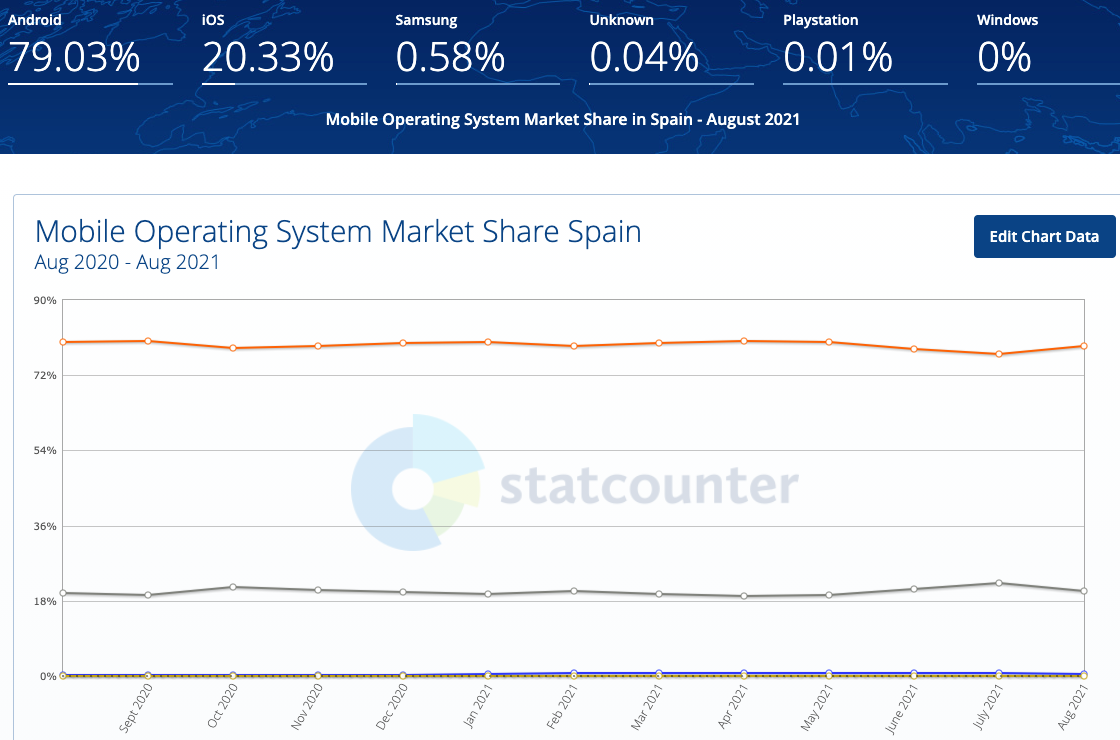 Android iOS Samsung Unknown Playstation Windows
79.03% 20.33% 0.58% 0.04% 0.01% 0%
Mobile Operating System Market Share in Spain - August 2021
Mobile Operating System Market Share Spain
Edit Chart Data
Aug 2020 - Aug 2021
90%
72%
54%
statcounter
36%
18%
0%
Sept 2020 Oct 2020 Nov 2020 Dec 2020 Jan 2021 Feb 2021 Mar 2021 Apr 2021 May 2021 June 2021 July 2021 Aug 2021